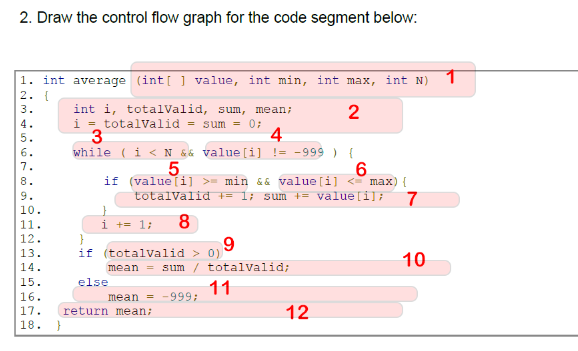 2. Draw the control flow graph for the code segment below:
1. int average (int[ ] value, int min, int max, int N) 1
2. {
3. int i, totalValid, sum, mean; 2
4. i = totalValid = sum = 0;
5. 3 4
6. while ( i < N && value[i] != -999 ) {
7. 5 6
8. if (value[i] >= min && value[i] <= max){
9. totalValid += 1; sum += value[i]; 7
10. }
11. i += 1; 8
12. }
13. if (totalValid > 0) 9
14. mean = sum / totalValid; 10
15. else 11
16. mean = -999;
17. return mean; 12
18. }